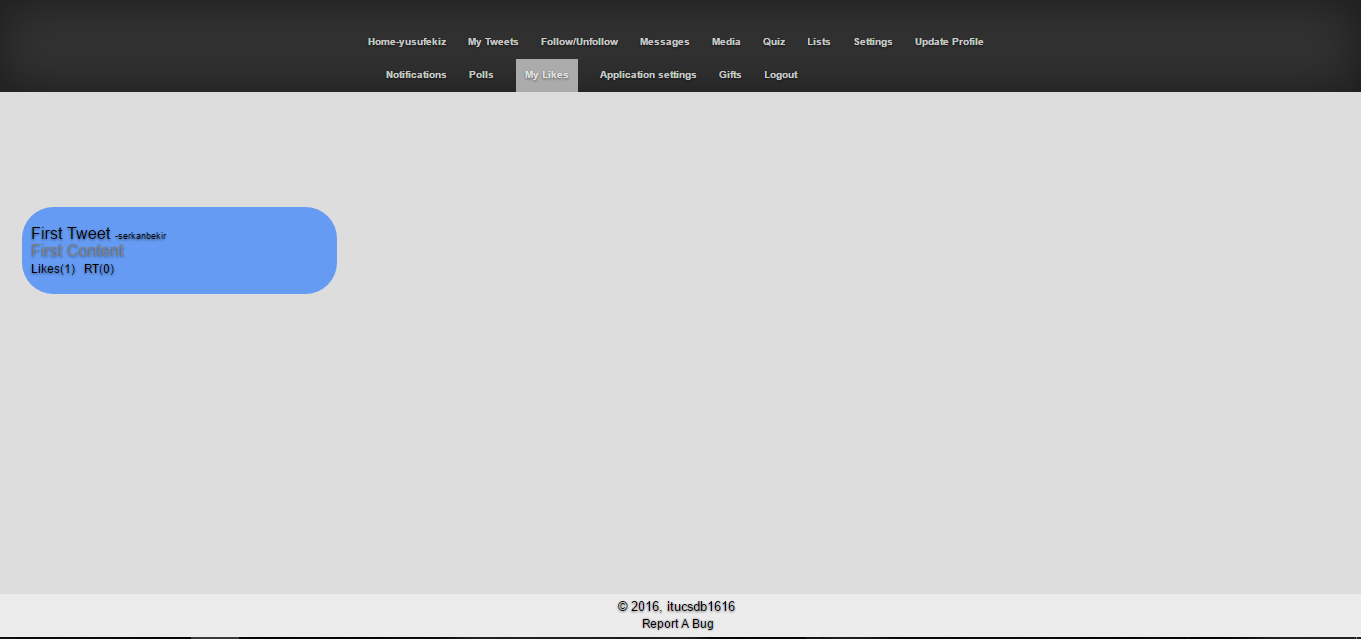 Home-yusufekiz My Tweets Follow/Unfollow Messages Media Quiz Lists Settings Update Profile
Notifications Polls My Likes Application settings Gifts Logout
First Tweet -serkanbekir
First Content
Likes(1) RT(0)
© 2016, itucsdb1616
Report A Bug